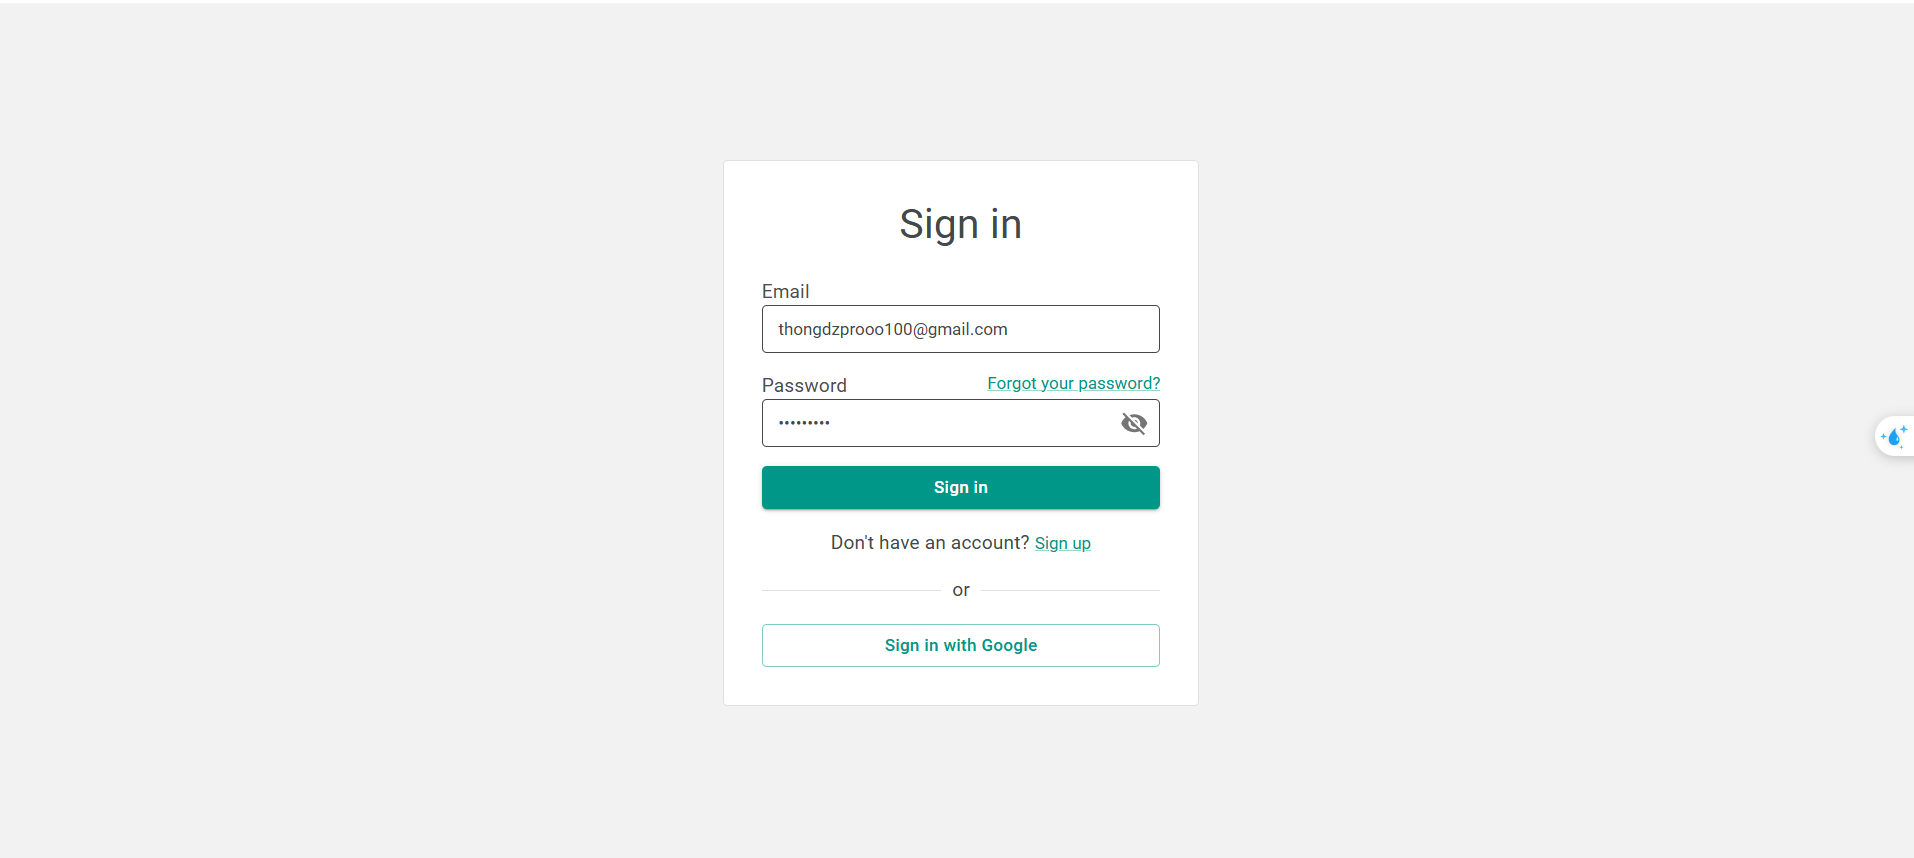 Sign in
Email
thongdzprooo100@gmail.com
Password Forgot your password?
•••••••••
Sign in
Don't have an account? Sign up
or
Sign in with Google